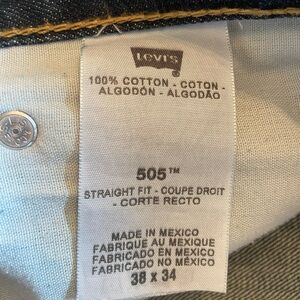 Levi's
100% COTTON - COTON -
ALGODÓN - ALGODÃO
505™
STRAIGHT FIT - COUPE DROIT
- CORTE RECTO
MADE IN MEXICO
FABRIQUE AU MEXIQUE
FABRICADO EN MEXICO
FABRICADO NO MÉXICO
38 x 34